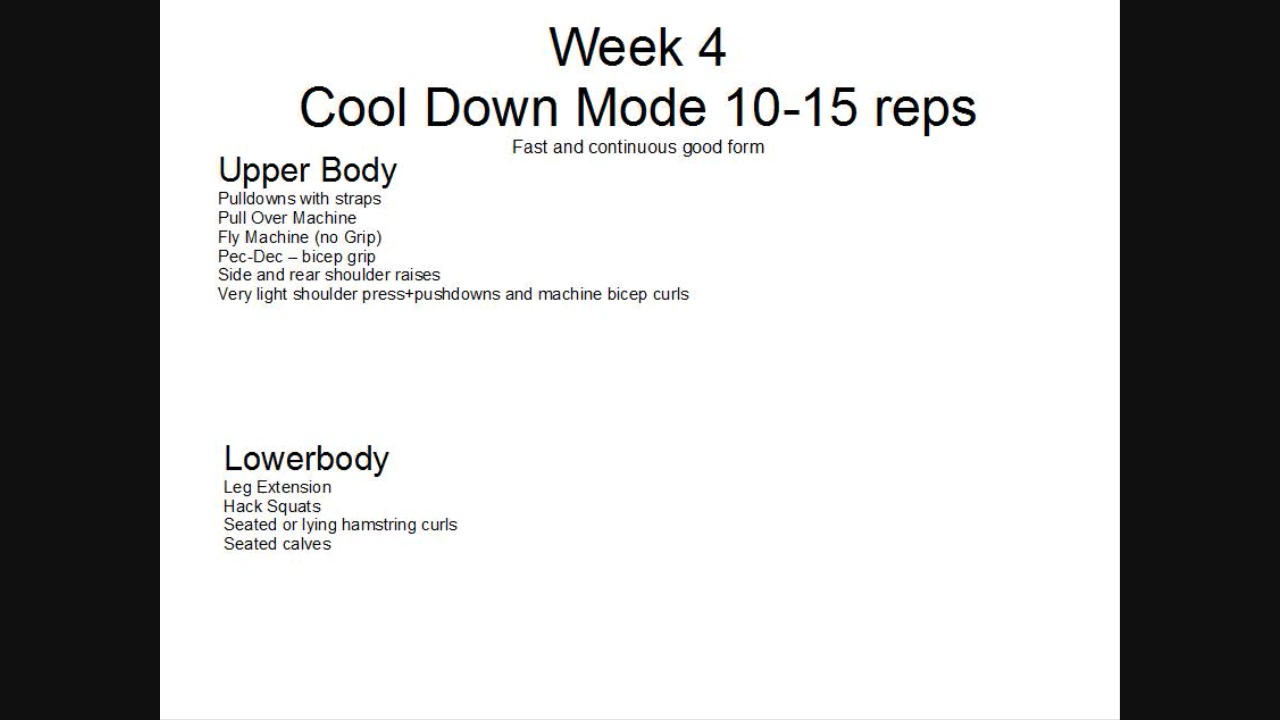 Week 4
Cool Down Mode 10-15 reps
Fast and continuous good form
Upper Body
Pulldowns with straps
Pull Over Machine
Fly Machine (no Grip)
Pec-Dec – bicep grip
Side and rear shoulder raises
Very light shoulder press+pushdowns and machine bicep curls
Lowerbody
Leg Extension
Hack Squats
Seated or lying hamstring curls
Seated calves